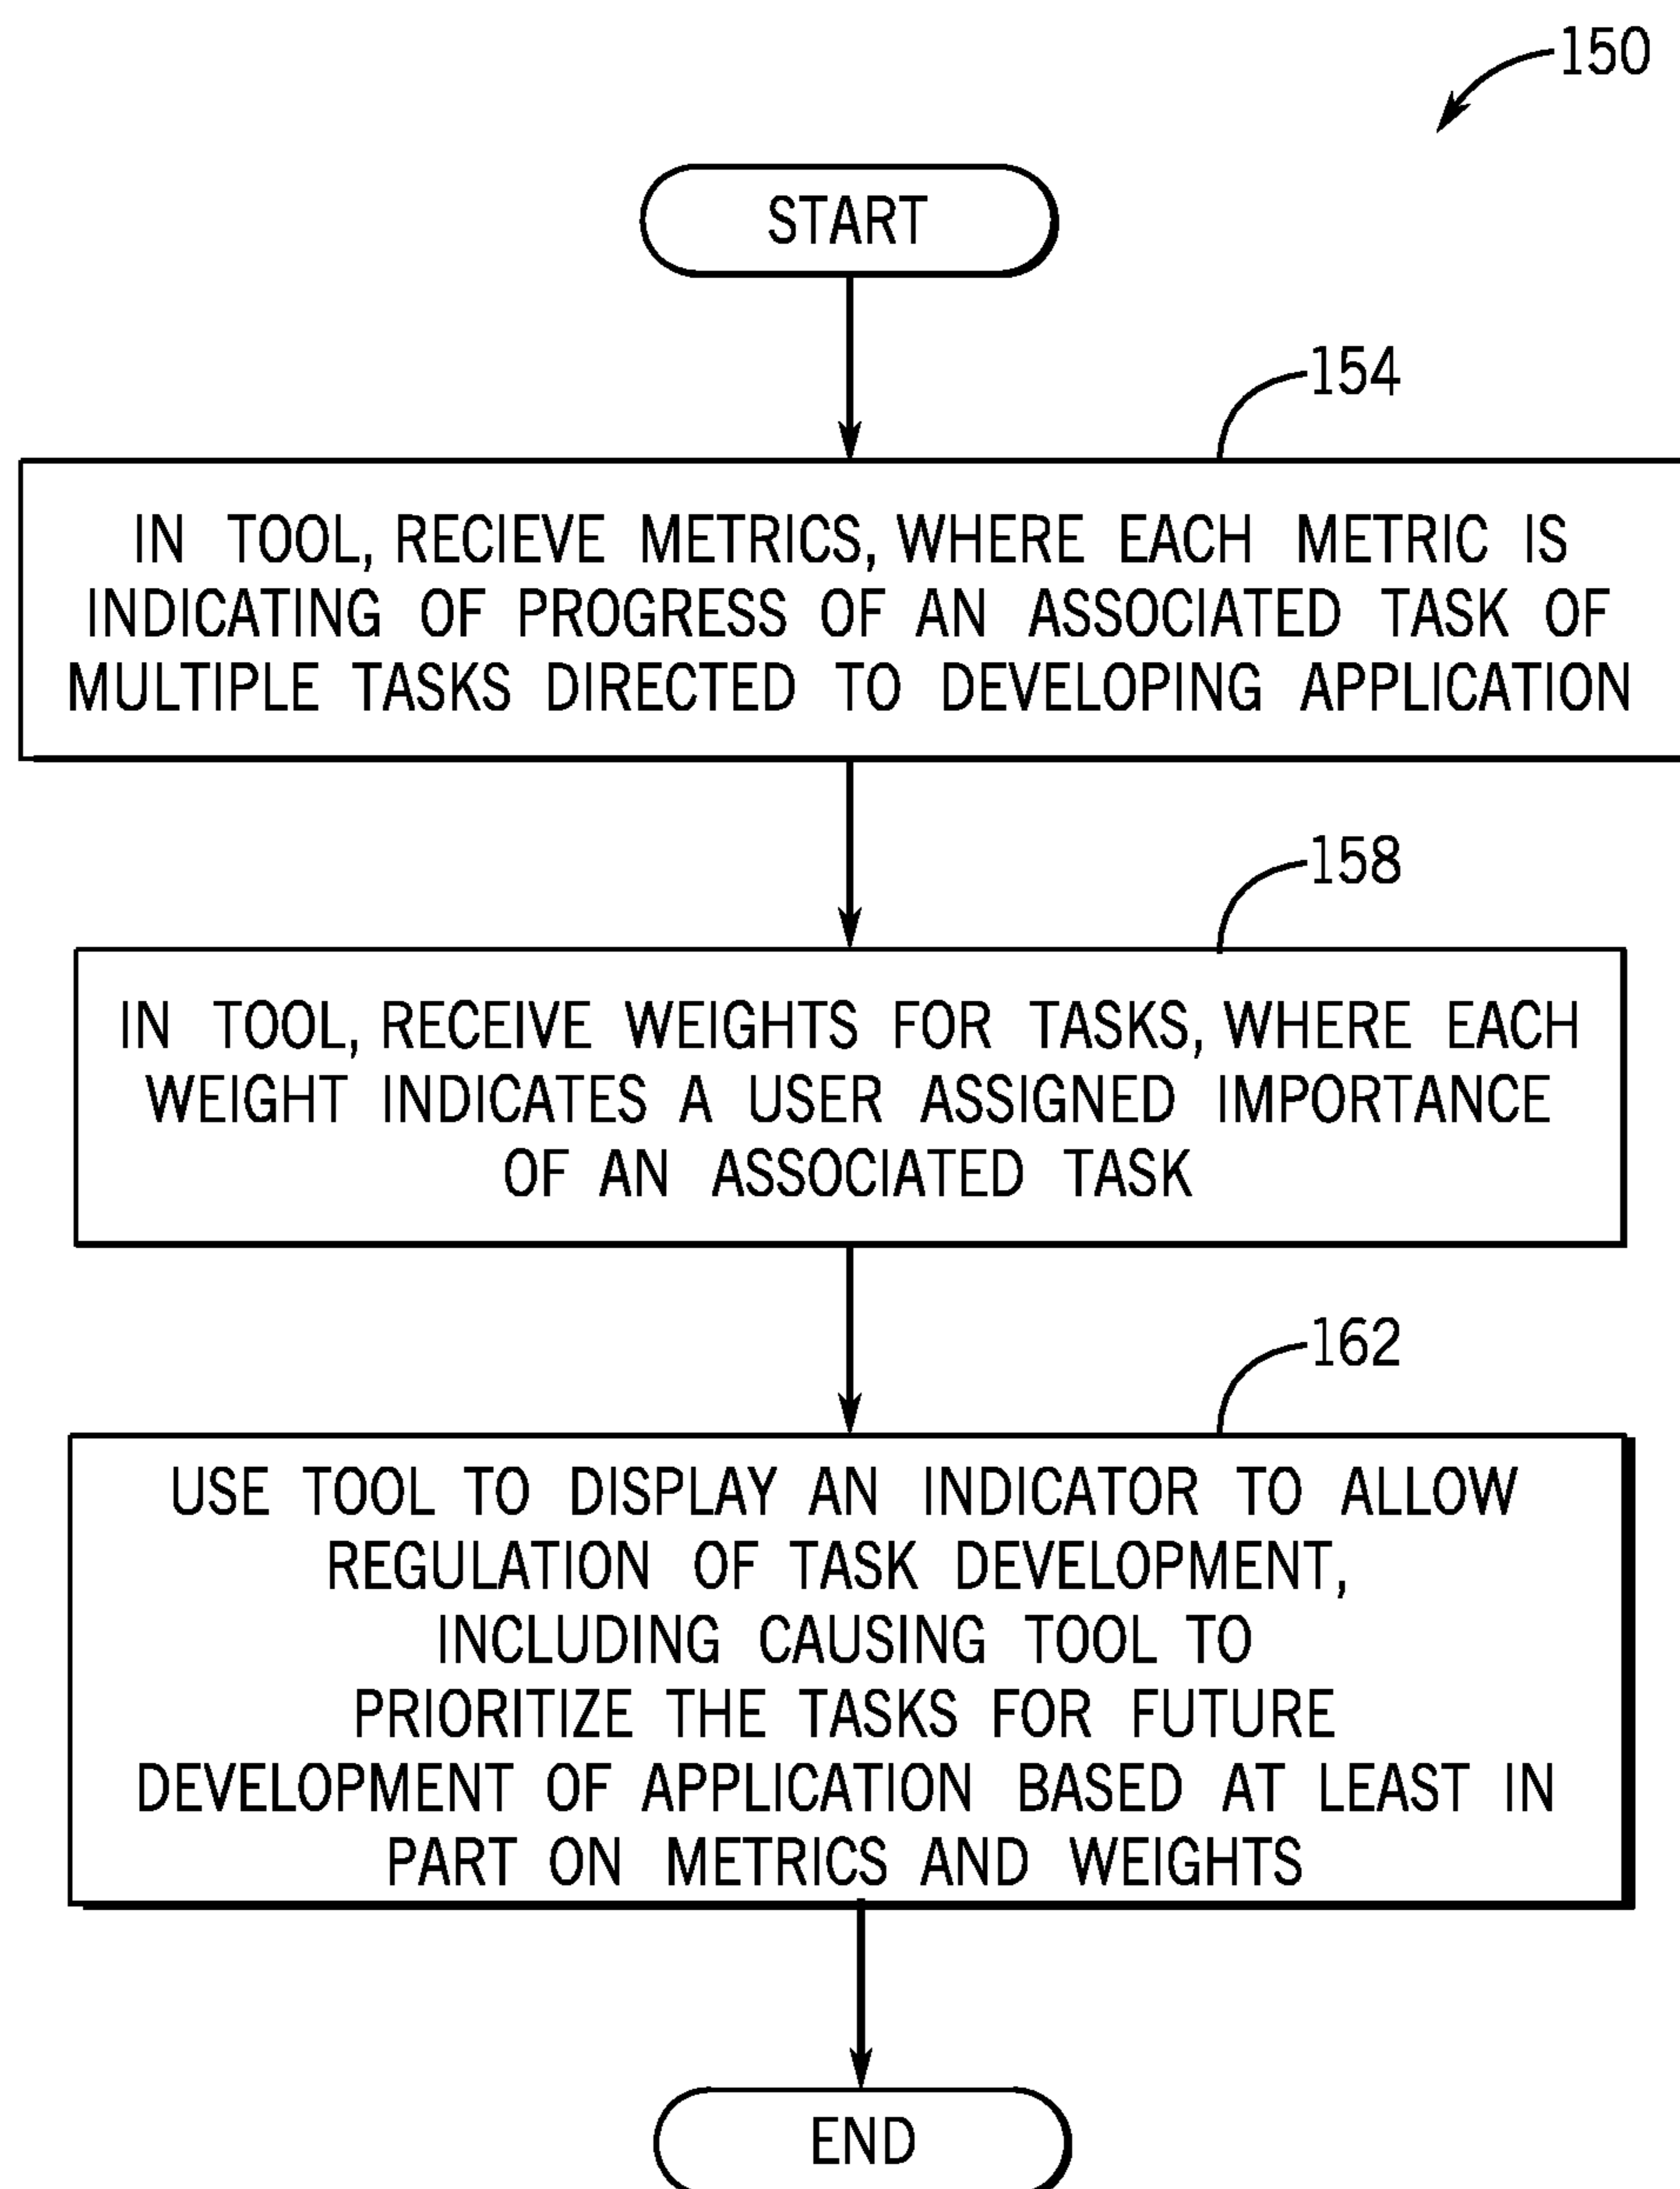 150
START
154
IN TOOL, RECIEVE METRICS, WHERE EACH METRIC IS
INDICATING OF PROGRESS OF AN ASSOCIATED TASK OF
MULTIPLE TASKS DIRECTED TO DEVELOPING APPLICATION
158
IN TOOL, RECEIVE WEIGHTS FOR TASKS, WHERE EACH
WEIGHT INDICATES A USER ASSIGNED IMPORTANCE
OF AN ASSOCIATED TASK
162
USE TOOL TO DISPLAY AN INDICATOR TO ALLOW
REGULATION OF TASK DEVELOPMENT,
INCLUDING CAUSING TOOL TO
PRIORITIZE THE TASKS FOR FUTURE
DEVELOPMENT OF APPLICATION BASED AT LEAST IN
PART ON METRICS AND WEIGHTS
END